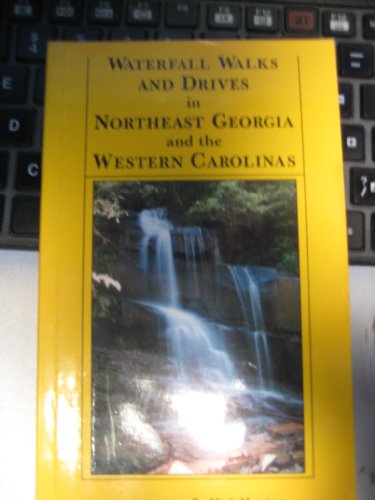 WATERFALL WALKS
AND DRIVES
in
NORTHEAST GEORGIA
and the
WESTERN CAROLINAS